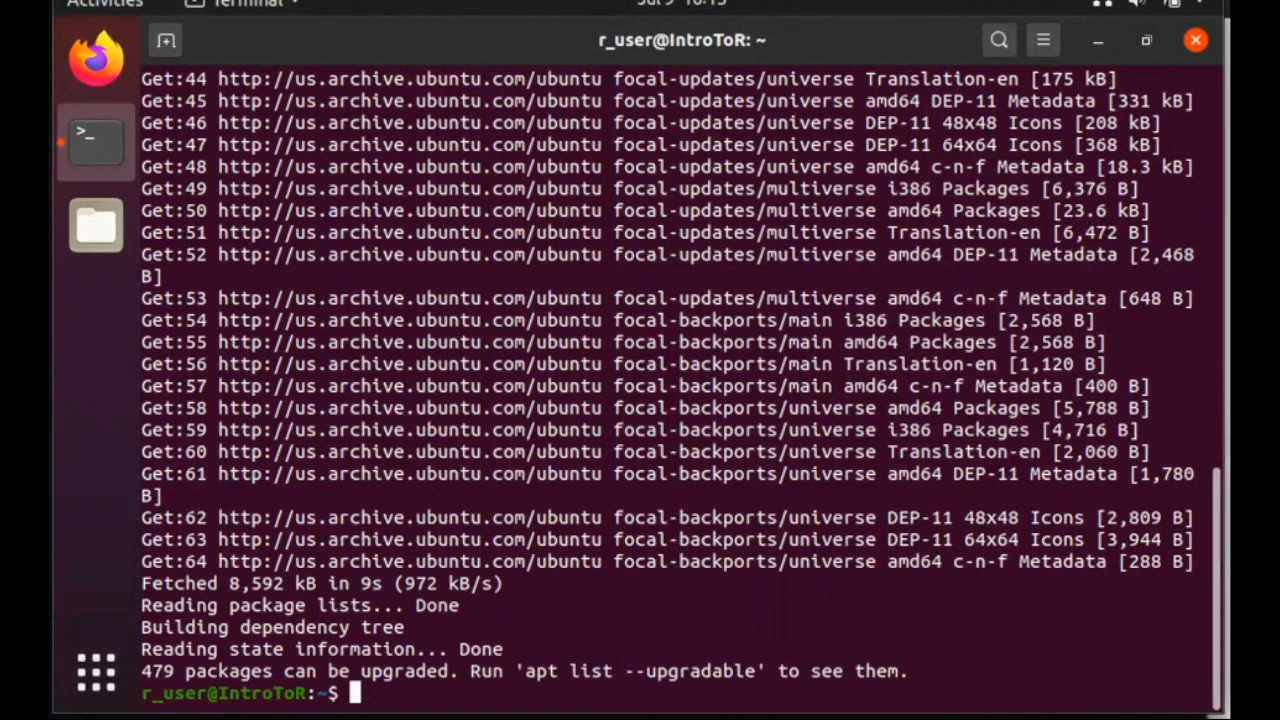 Activities Terminal Jul 9 16:15
r_user@IntroToR: ~
Get:44 http://us.archive.ubuntu.com/ubuntu focal-updates/universe Translation-en [175 kB]
Get:45 http://us.archive.ubuntu.com/ubuntu focal-updates/universe amd64 DEP-11 Metadata [331 kB]
Get:46 http://us.archive.ubuntu.com/ubuntu focal-updates/universe DEP-11 48x48 Icons [208 kB]
Get:47 http://us.archive.ubuntu.com/ubuntu focal-updates/universe DEP-11 64x64 Icons [368 kB]
Get:48 http://us.archive.ubuntu.com/ubuntu focal-updates/universe amd64 c-n-f Metadata [18.3 kB]
Get:49 http://us.archive.ubuntu.com/ubuntu focal-updates/multiverse i386 Packages [6,376 B]
Get:50 http://us.archive.ubuntu.com/ubuntu focal-updates/multiverse amd64 Packages [23.6 kB]
Get:51 http://us.archive.ubuntu.com/ubuntu focal-updates/multiverse Translation-en [6,472 B]
Get:52 http://us.archive.ubuntu.com/ubuntu focal-updates/multiverse amd64 DEP-11 Metadata [2,468
B]
Get:53 http://us.archive.ubuntu.com/ubuntu focal-updates/multiverse amd64 c-n-f Metadata [648 B]
Get:54 http://us.archive.ubuntu.com/ubuntu focal-backports/main i386 Packages [2,568 B]
Get:55 http://us.archive.ubuntu.com/ubuntu focal-backports/main amd64 Packages [2,568 B]
Get:56 http://us.archive.ubuntu.com/ubuntu focal-backports/main Translation-en [1,120 B]
Get:57 http://us.archive.ubuntu.com/ubuntu focal-backports/main amd64 c-n-f Metadata [400 B]
Get:58 http://us.archive.ubuntu.com/ubuntu focal-backports/universe amd64 Packages [5,788 B]
Get:59 http://us.archive.ubuntu.com/ubuntu focal-backports/universe i386 Packages [4,716 B]
Get:60 http://us.archive.ubuntu.com/ubuntu focal-backports/universe Translation-en [2,060 B]
Get:61 http://us.archive.ubuntu.com/ubuntu focal-backports/universe amd64 DEP-11 Metadata [1,780
B]
Get:62 http://us.archive.ubuntu.com/ubuntu focal-backports/universe DEP-11 48x48 Icons [2,809 B]
Get:63 http://us.archive.ubuntu.com/ubuntu focal-backports/universe DEP-11 64x64 Icons [3,944 B]
Get:64 http://us.archive.ubuntu.com/ubuntu focal-backports/universe amd64 c-n-f Metadata [288 B]
Fetched 8,592 kB in 9s (972 kB/s)
Reading package lists... Done
Building dependency tree
Reading state information... Done
479 packages can be upgraded. Run 'apt list --upgradable' to see them.
r_user@IntroToR:~$